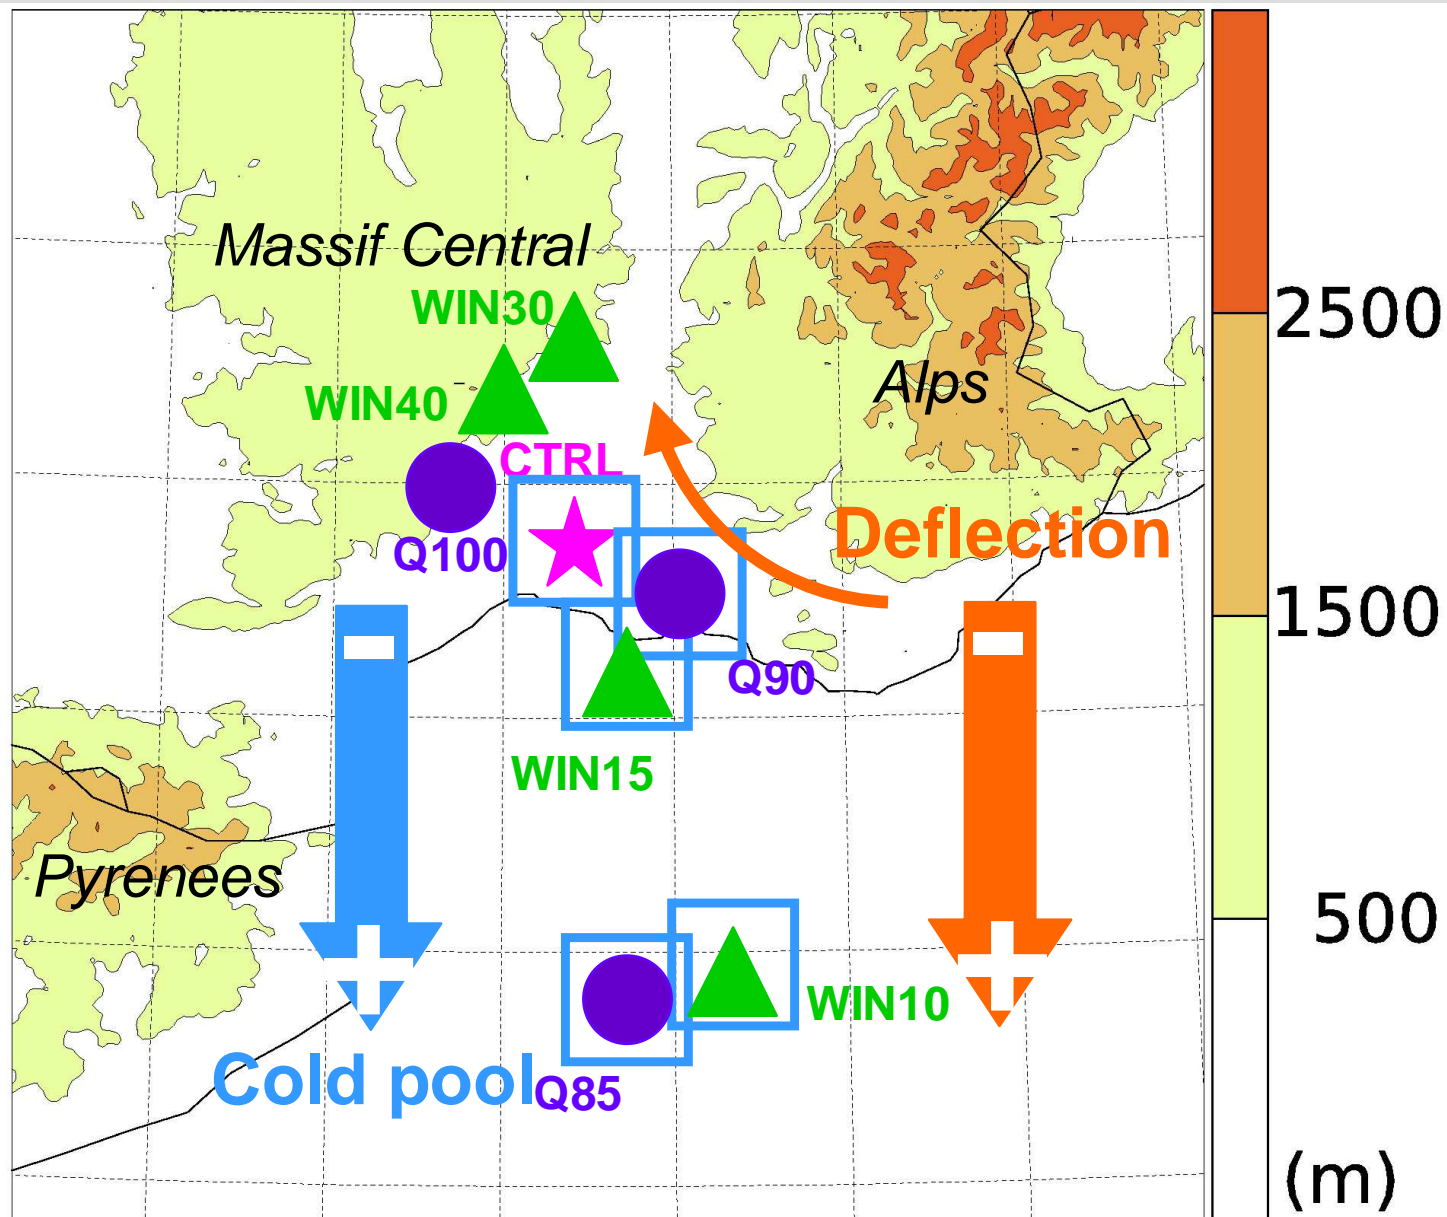 Massif Central
WIN30
2500
WIN40
Alps
CTRL
Deflection
Q100
1500
Q90
WIN15
Pyrenees
500
WIN10
Cold pool
Q85
(m)